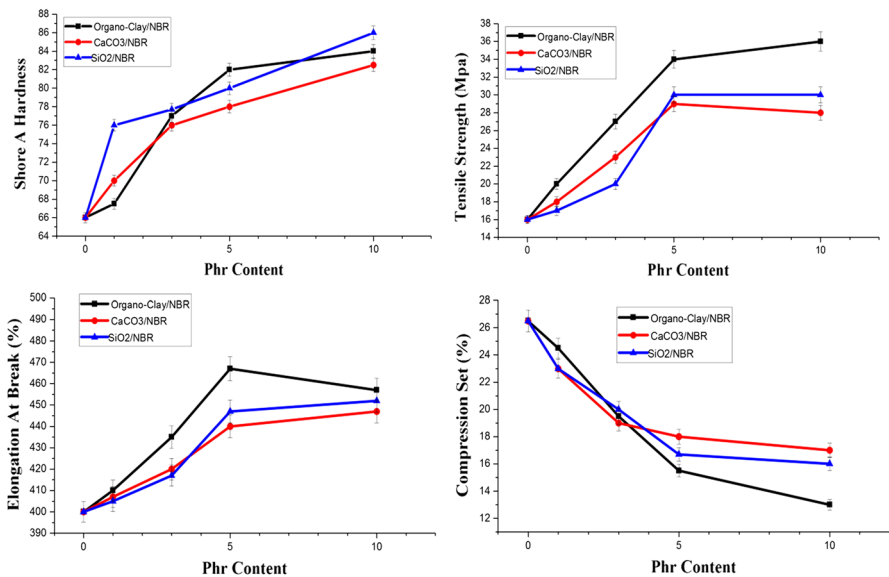 Organo-Clay/NBR
CaCO3/NBR
SiO2/NBR
Shore A Hardness
88
86
84
82
80
78
76
74
72
70
68
66
64
0
5
10
Phr Content
Organo-Clay/NBR
CaCO3/NBR
SiO2/NBR
Tensile Strength (Mpa)
38
36
34
32
30
28
26
24
22
20
18
16
14
0
5
10
Phr Content
Organo-Clay/NBR
CaCO3/NBR
SiO2/NBR
Elongation At Break (%)
500
490
480
470
460
450
440
430
420
410
400
390
0
5
10
Phr Content
Organo-Clay/NBR
CaCO3/NBR
SiO2/NBR
Compression Set (%)
28
26
24
22
20
18
16
14
12
0
5
10
Phr Content